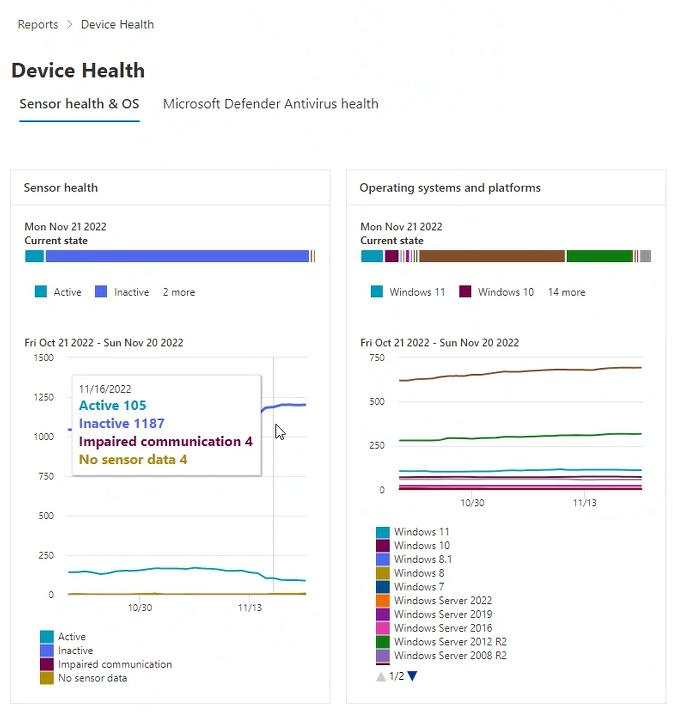 Reports > Device Health
Device Health
Sensor health & OS
Microsoft Defender Antivirus health
Sensor health
Mon Nov 21 2022
Current state
Active
Inactive
2 more
Fri Oct 21 2022 - Sun Nov 20 2022
1500
1250
1000
750
500
250
0
11/16/2022
Active 105
Inactive 1187
Impaired communication 4
No sensor data 4
10/30
11/13
Active
Inactive
Impaired communication
No sensor data
Operating systems and platforms
Mon Nov 21 2022
Current state
Windows 11
Windows 10
14 more
Fri Oct 21 2022 - Sun Nov 20 2022
750
500
250
0
10/30
11/13
Windows 11
Windows 10
Windows 8.1
Windows 8
Windows 7
Windows Server 2022
Windows Server 2019
Windows Server 2016
Windows Server 2012 R2
Windows Server 2008 R2
1/2